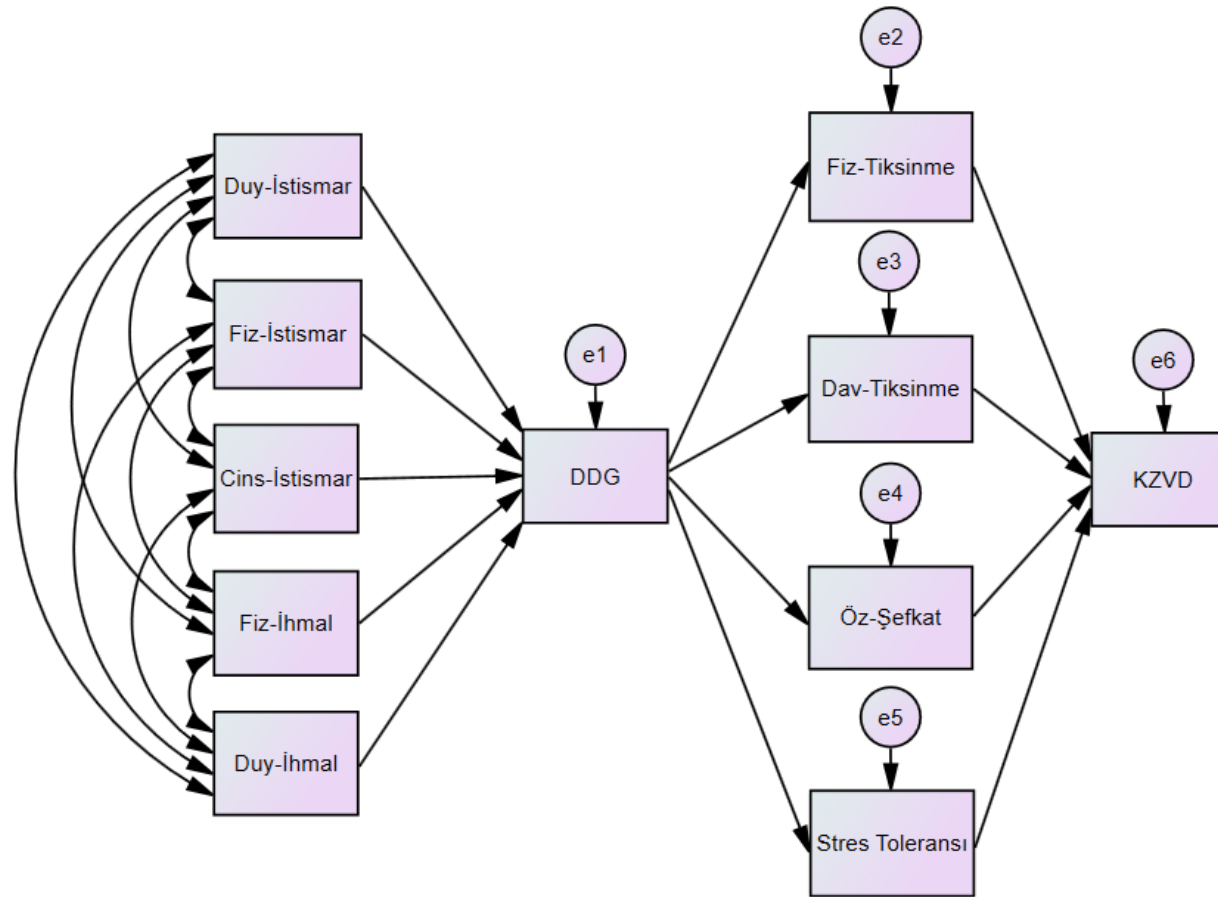 e2
Fiz-Tiksinme
Duy-İstismar
e3
Fiz-İstismar
e1
Dav-Tiksinme
e6
Cins-İstismar
DDG
KZVD
e4
Fiz-İhmal
Öz-Şefkat
e5
Duy-İhmal
Stres Toleransı